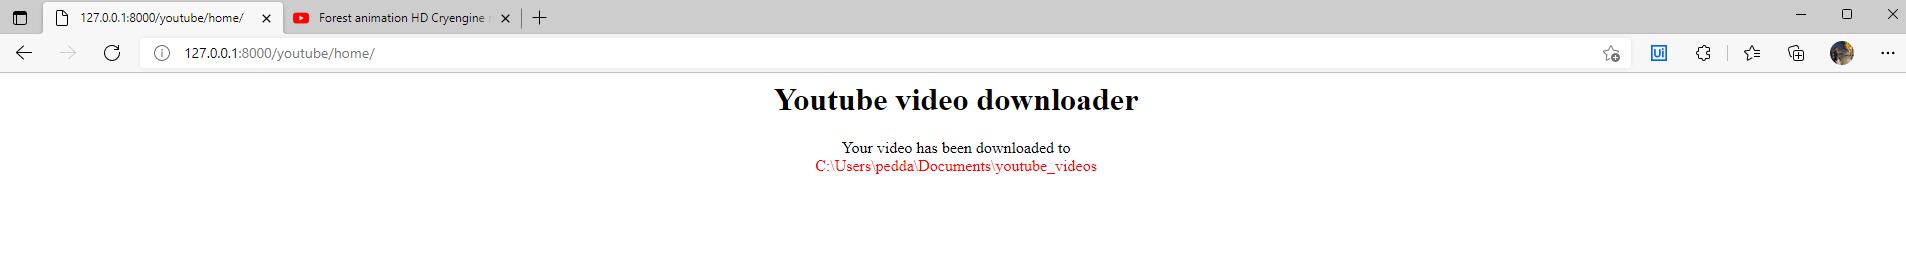 127.0.0.1:8000/youtube/home/
Forest animation HD Cryengine
127.0.0.1:8000/youtube/home/
Ui
Youtube video downloader
Your video has been downloaded to
C:\Users\pedda\Documents\youtube_videos